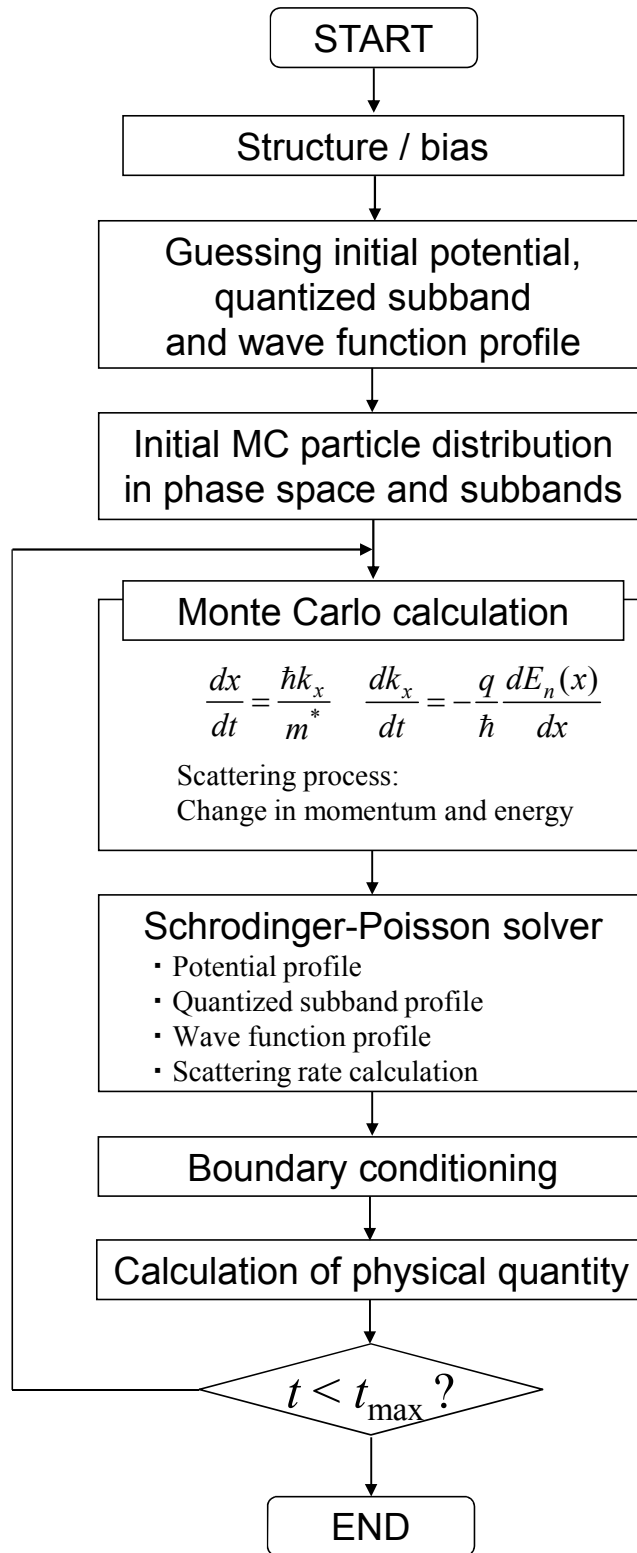 START
Structure / bias
Guessing initial potential,
quantized subband
and wave function profile
Initial MC particle distribution
in phase space and subbands
Monte Carlo calculation
dx/dt = ħk_x/m^*   dk_x/dt = −(q/ħ) dE_n(x)/dx
Scattering process:
Change in momentum and energy
Schrodinger-Poisson solver
・Potential profile
・Quantized subband profile
・Wave function profile
・Scattering rate calculation
Boundary conditioning
Calculation of physical quantity
t < t_max ?
END